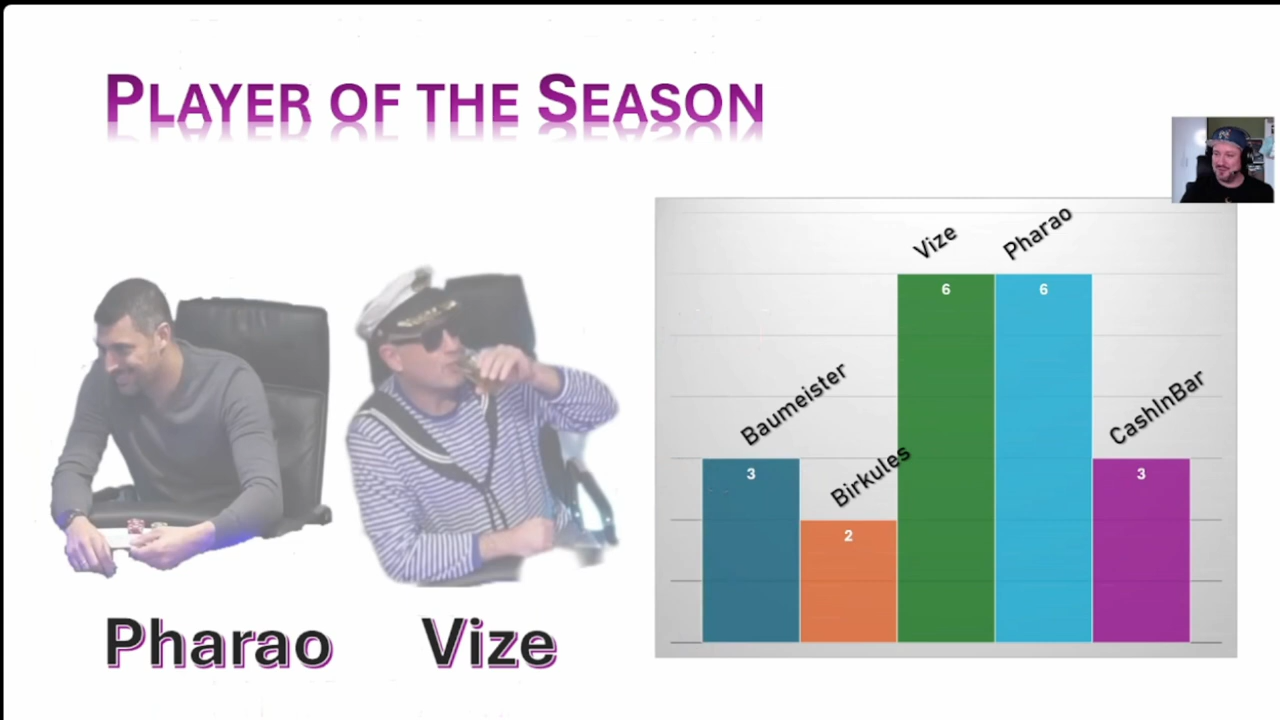 PLAYER OF THE SEASON
Vize
Pharao
6
6
Baumeister
CashInBar
Birkules
3
3
2
Pharao
Vize